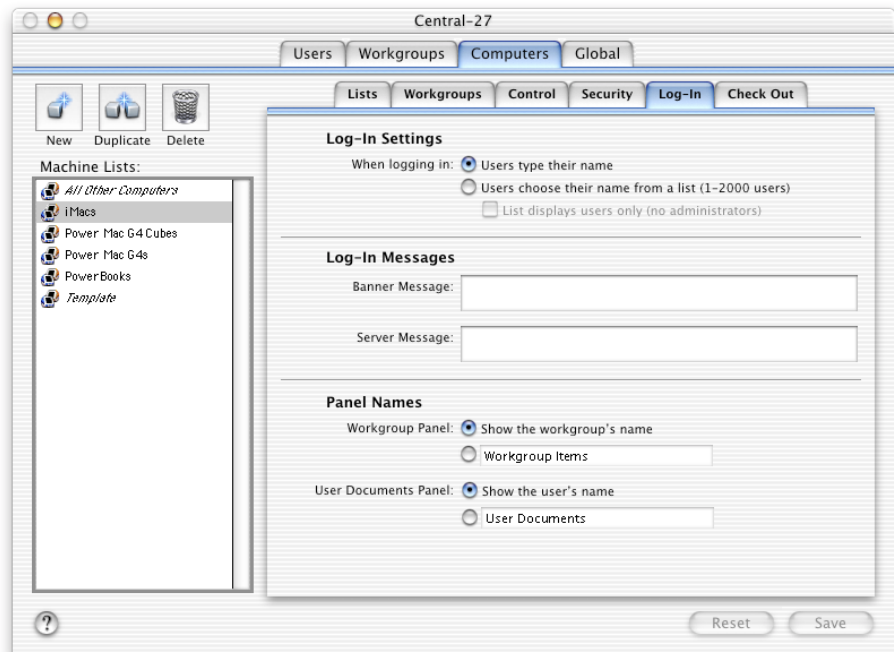 Central-27
Users Workgroups Computers Global
New Duplicate Delete
Machine Lists:
All Other Computers
iMacs
Power Mac G4 Cubes
Power Mac G4s
PowerBooks
Template
Lists Workgroups Control Security Log-In Check Out
Log-In Settings
When logging in: Users type their name
Users choose their name from a list (1-2000 users)
List displays users only (no administrators)
Log-In Messages
Banner Message:
Server Message:
Panel Names
Workgroup Panel: Show the workgroup's name
Workgroup Items
User Documents Panel: Show the user's name
User Documents
?
Reset Save